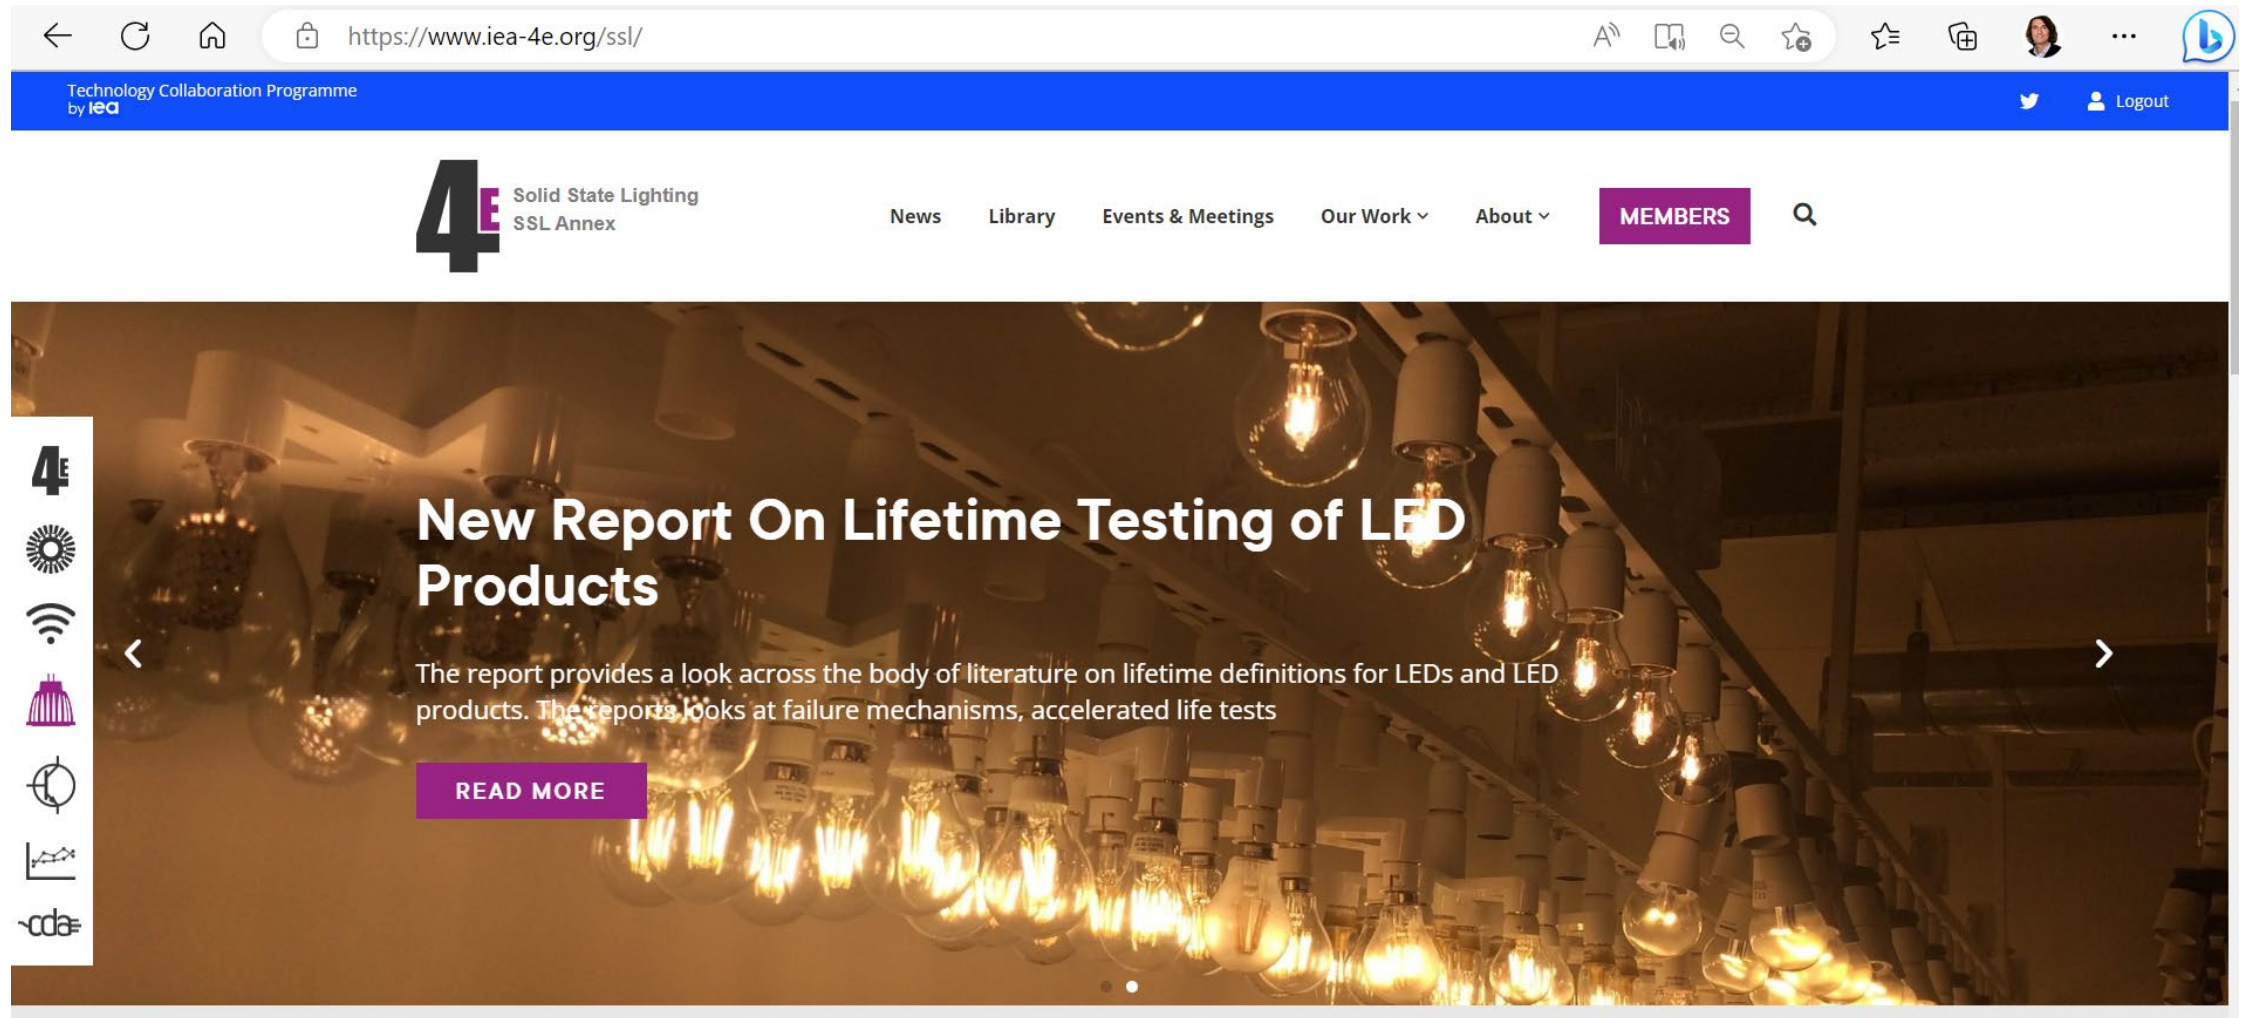 https://www.iea-4e.org/ssl/
Technology Collaboration Programme
by iea
Logout
4E
Solid State Lighting
SSL Annex
News
Library
Events & Meetings
Our Work
About
MEMBERS
4E
New Report On Lifetime Testing of LED
Products
The report provides a look across the body of literature on lifetime definitions for LEDs and LED
products. The reports looks at failure mechanisms, accelerated life tests
READ MORE
cda